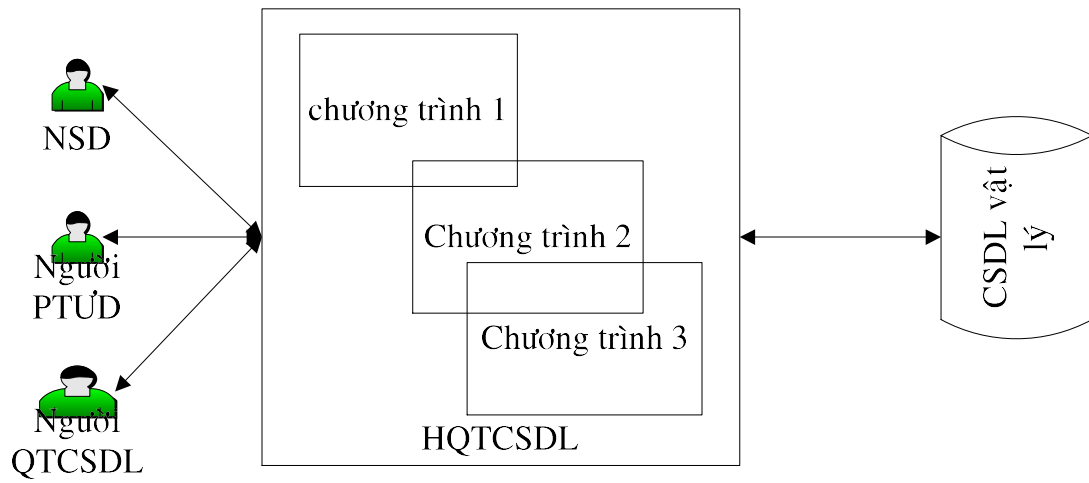 NSD
Người
PTƯD
Người
QTCSDL
chương trình 1
Chương trình 2
Chương trình 3
HQTCSDL
CSDL vật
lý